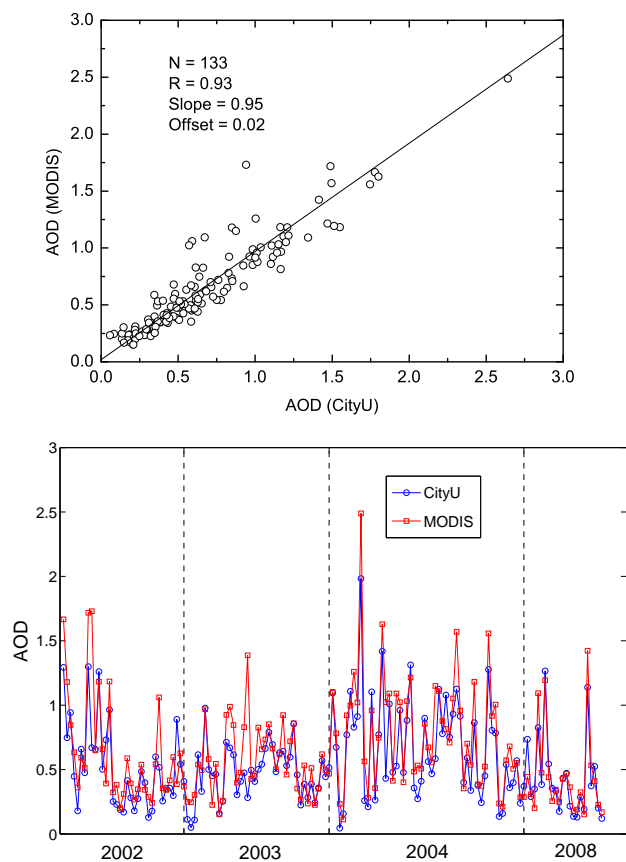 3.0
2.5
2.0
1.5
1.0
0.5
0.0
AOD (MODIS)
N = 133
R = 0.93
Slope = 0.95
Offset = 0.02
0.0 0.5 1.0 1.5 2.0 2.5 3.0
AOD (CityU)
3
2.5
2
1.5
1
0.5
0
AOD
CityU
MODIS
2002 2003 2004 2008